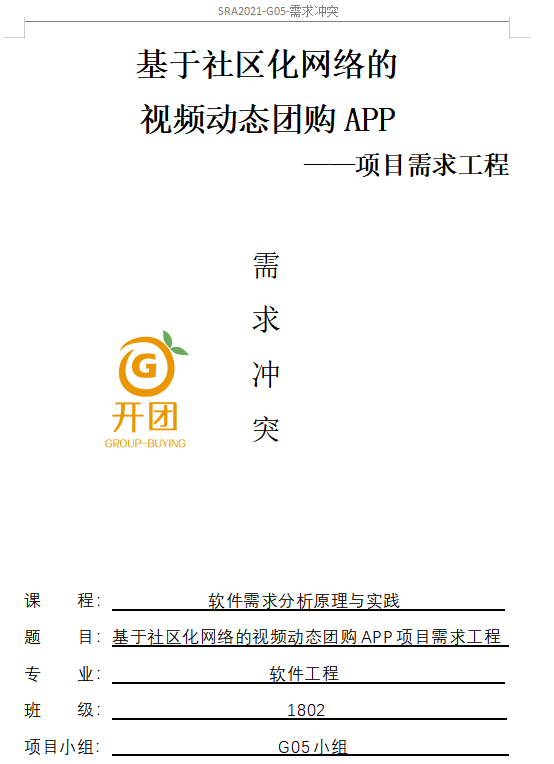 SRA2021-G05-需求冲突
基于社区化网络的
视频动态团购 APP
——项目需求工程
需
求
冲
突
G
开团
GROUP-BUYING
课 程： 软件需求分析原理与实践
题 目： 基于社区化网络的视频动态团购 APP 项目需求工程
专 业： 软件工程
班 级： 1802
项目小组： G05 小组